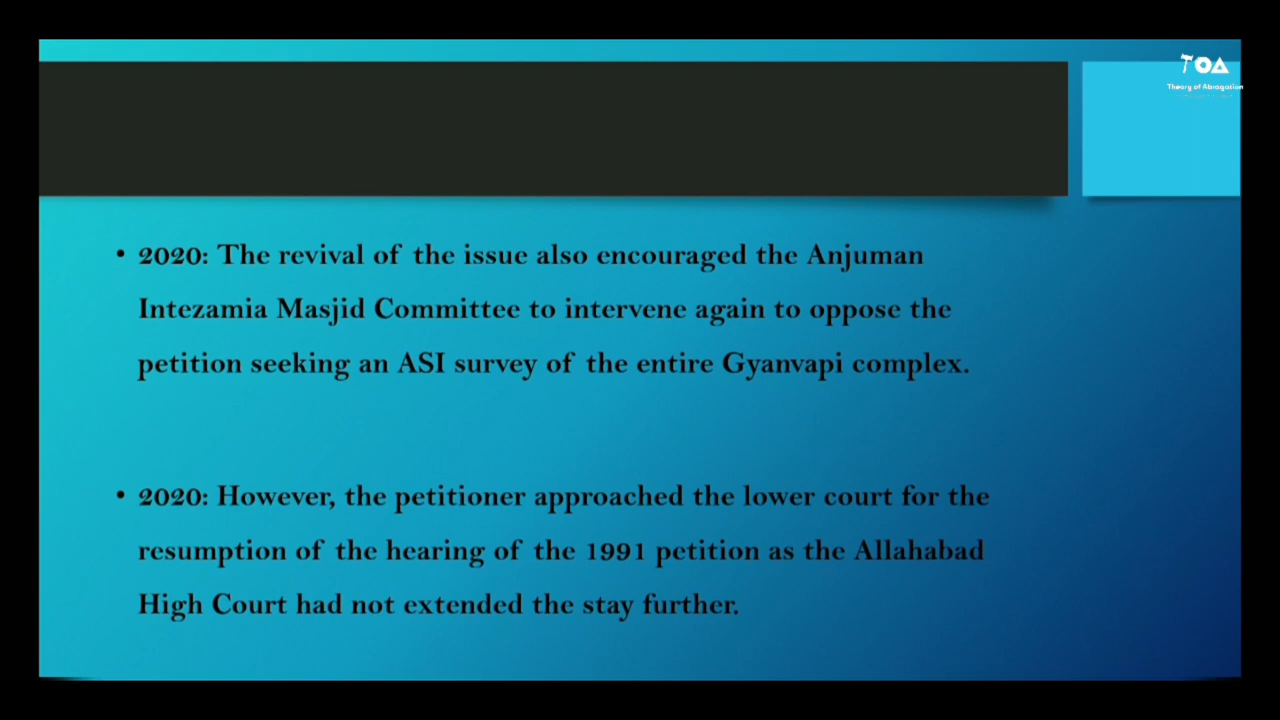 TOA
Theory of Abrogation
• 2020: The revival of the issue also encouraged the Anjuman
Intezamia Masjid Committee to intervene again to oppose the
petition seeking an ASI survey of the entire Gyanvapi complex.
• 2020: However, the petitioner approached the lower court for the
resumption of the hearing of the 1991 petition as the Allahabad
High Court had not extended the stay further.